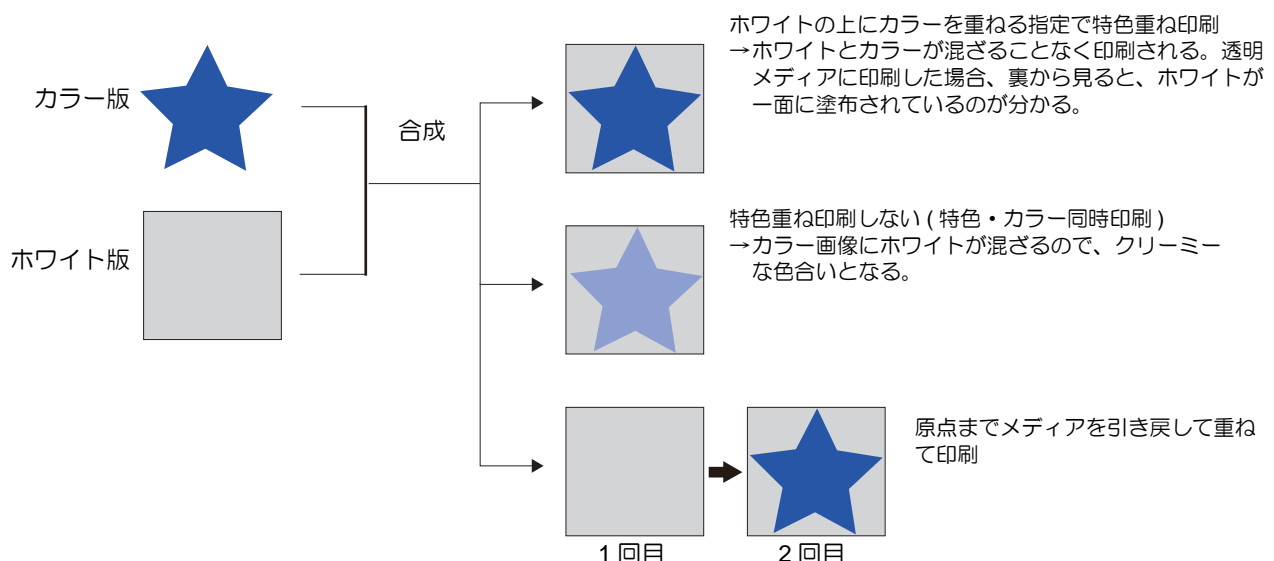 ホワイトの上にカラーを重ねる指定で特色重ね印刷
→ホワイトとカラーが混ざることなく印刷される。透明
メディアに印刷した場合、裏から見ると、ホワイトが
一面に塗布されているのが分かる。
カラー版
合成
ホワイト版
特色重ね印刷しない ( 特色・カラー同時印刷 )
→カラー画像にホワイトが混ざるので、クリーミー
な色合いとなる。
原点までメディアを引き戻して重ね
て印刷
1 回目
2 回目